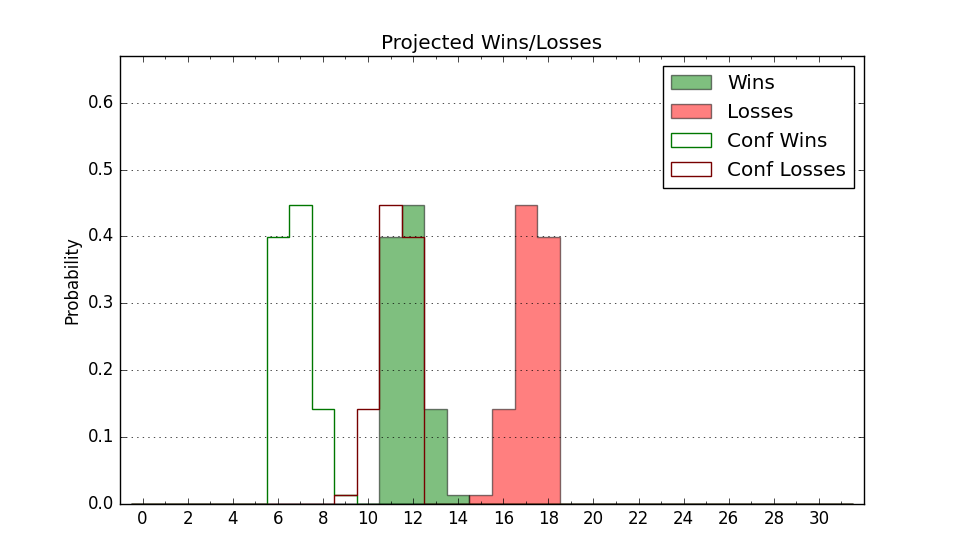 Projected Wins/Losses
Wins
Losses
Conf Wins
Conf Losses
Probability
0.6
0.5
0.4
0.3
0.2
0.1
0.0
0 2 4 6 8 10 12 14 16 18 20 22 24 26 28 30